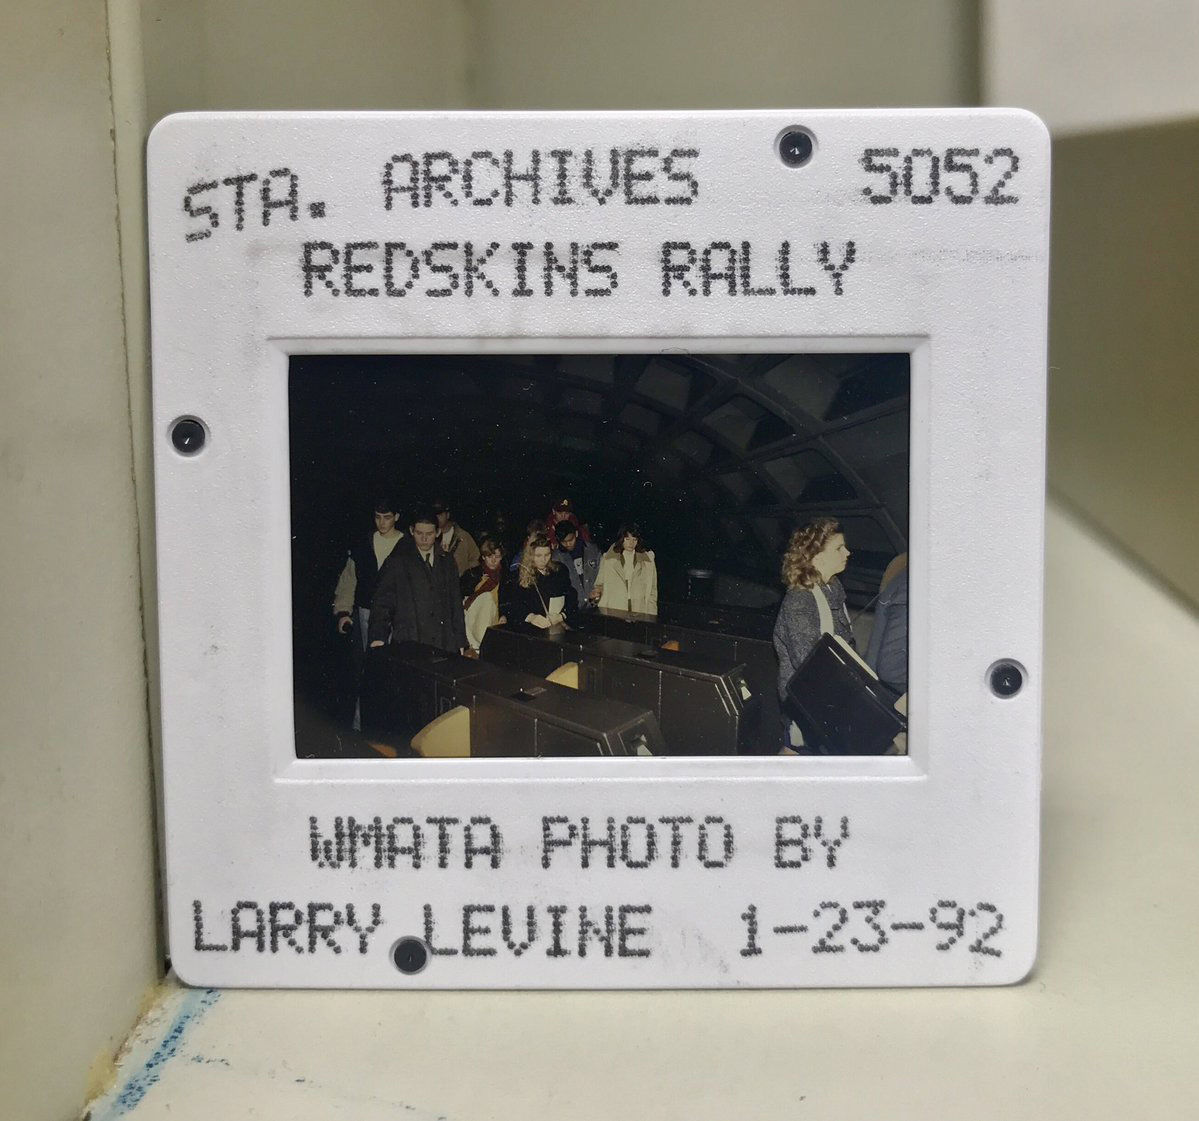 STA. ARCHIVES 5052
REDSKINS RALLY
WMATA PHOTO BY
LARRY LEVINE 1-23-92